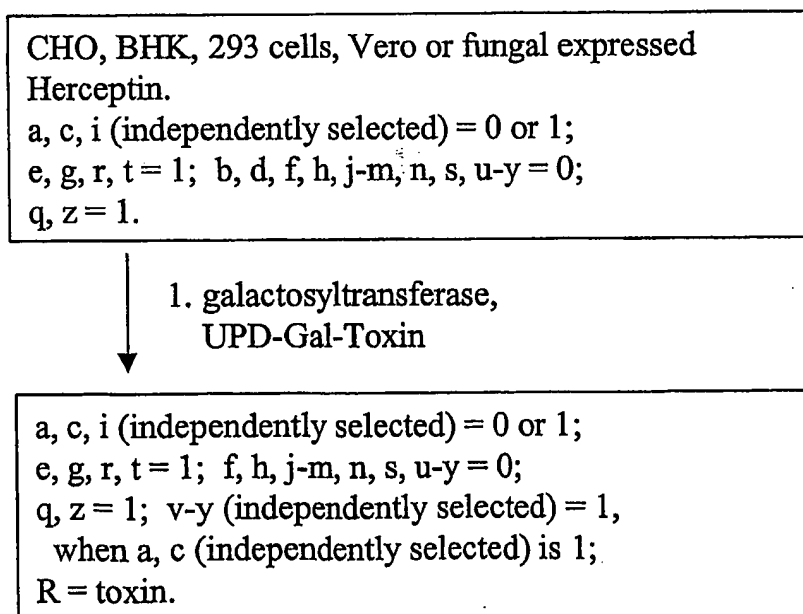 CHO, BHK, 293 cells, Vero or fungal expressed
Herceptin.
a, c, i (independently selected) = 0 or 1;
e, g, r, t = 1; b, d, f, h, j-m, n, s, u-y = 0;
q, z = 1.
1. galactosyltransferase,
UPD-Gal-Toxin
a, c, i (independently selected) = 0 or 1;
e, g, r, t = 1; f, h, j-m, n, s, u-y = 0;
q, z = 1; v-y (independently selected) = 1,
when a, c (independently selected) is 1;
R = toxin.